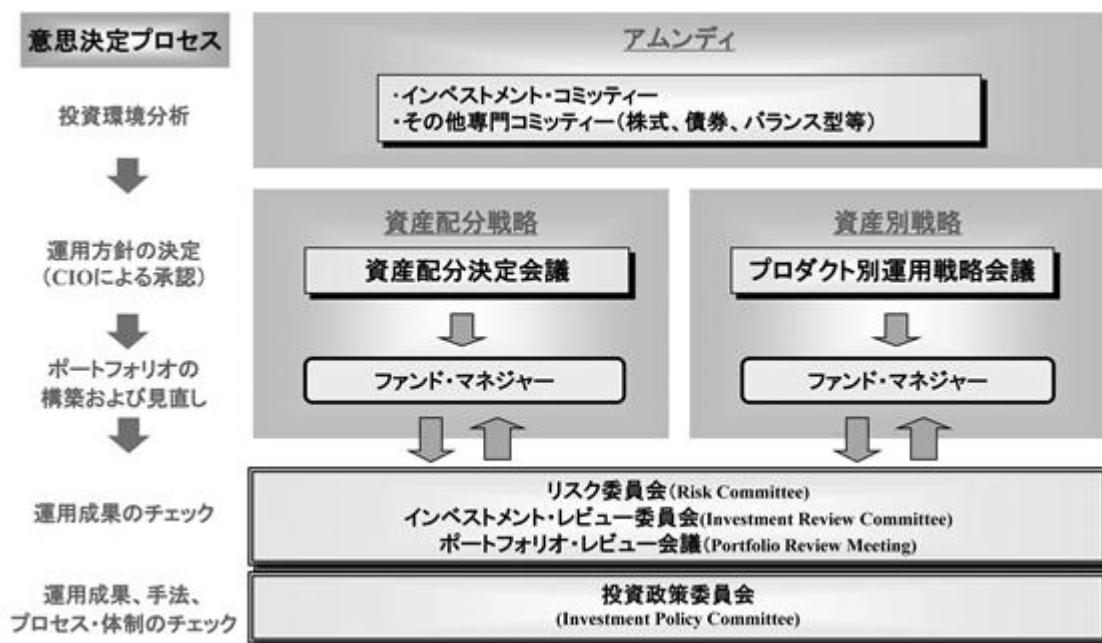 意思決定プロセス
アムンディ
・インベストメント・コミッティー
・その他専門コミッティー(株式、債券、バランス型等)
投資環境分析
資産配分戦略
資産別戦略
運用方針の決定
(CIOによる承認)
資産配分決定会議
プロダクト別運用戦略会議
ポートフォリオの
構築および見直し
ファンド・マネジャー
ファンド・マネジャー
運用成果のチェック
リスク委員会(Risk Committee)
インベストメント・レビュー委員会(Investment Review Committee)
ポートフォリオ・レビュー会議(Portfolio Review Meeting)
運用成果、手法、
プロセス・体制のチェック
投資政策委員会
(Investment Policy Committee)